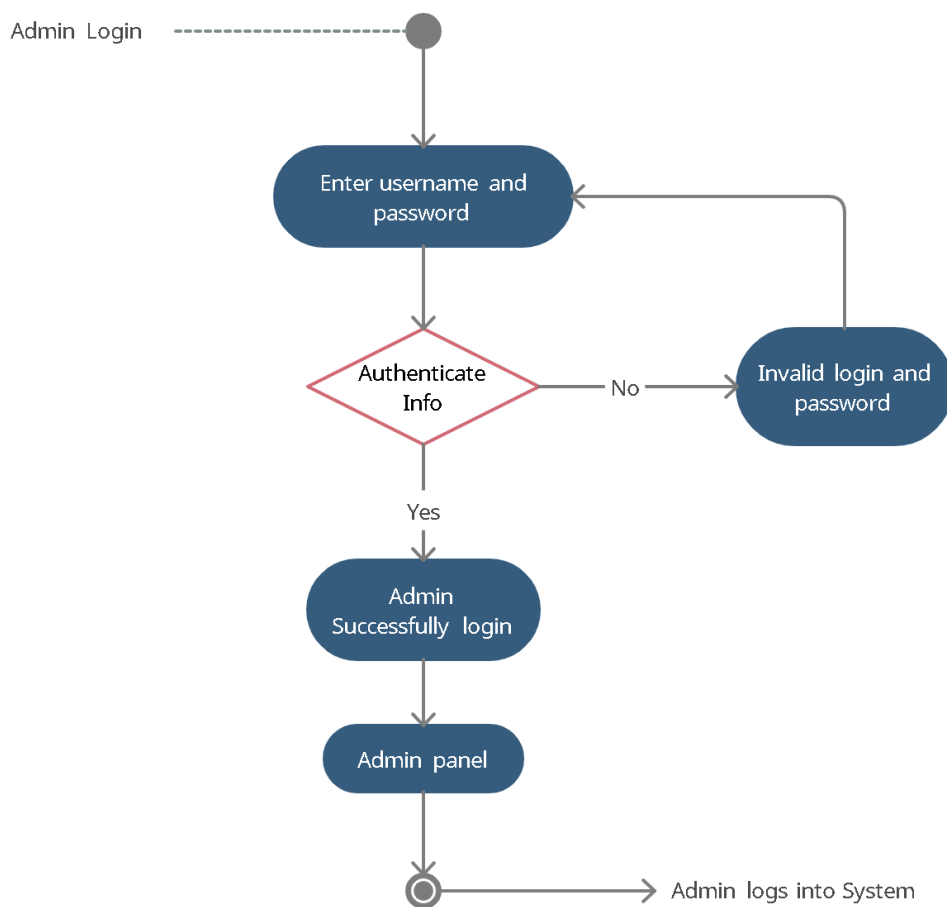 Admin Login
Enter username and
password
Authenticate
Info
No
Invalid login and
password
Yes
Admin
Successfully login
Admin panel
Admin logs into System